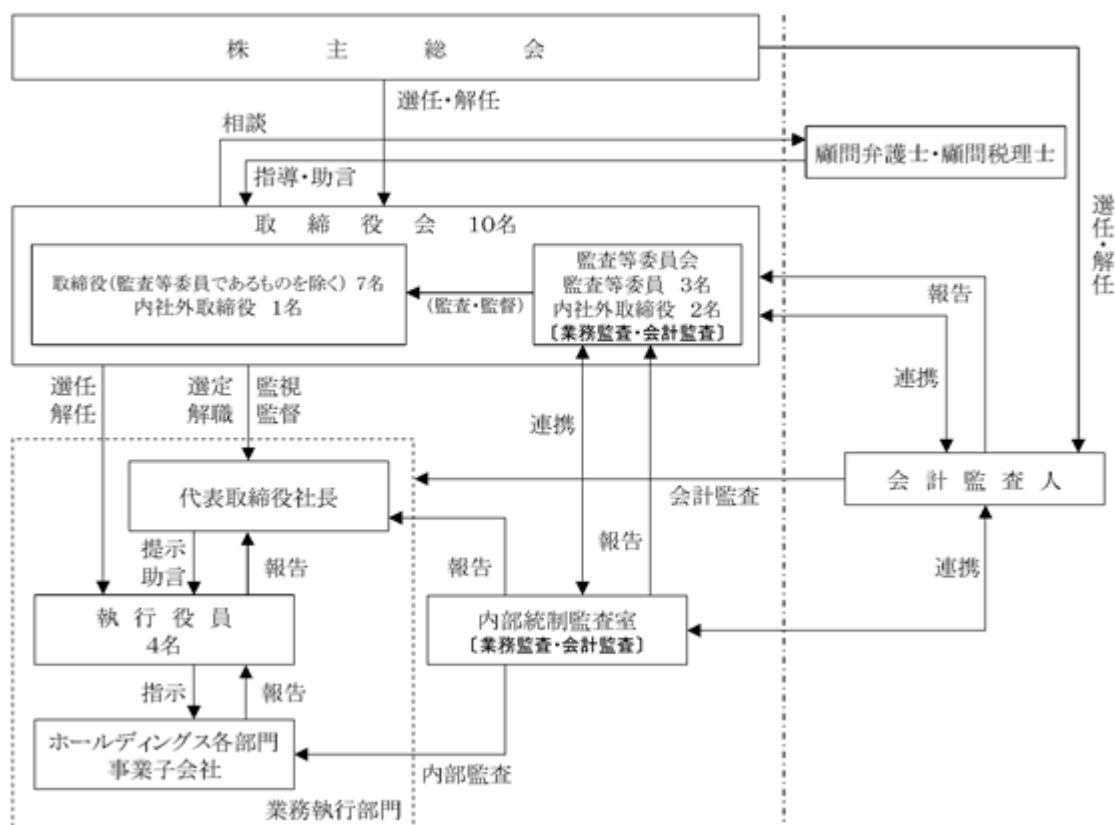 株主総会
選任・解任
相談
顧問弁護士・顧問税理士
指導・助言
選任・解任
取締役会 10名
取締役(監査等委員であるものを除く) 7名
内社外取締役 1名
(監査・監督)
監査等委員会
監査等委員 3名
内社外取締役 2名
〔業務監査・会計監査〕
報告
連携
選任
解任
選定
解職
監視
監督
連携
代表取締役社長
会計監査
会計監査人
提示
助言
報告
報告
報告
連携
執行役員
4名
内部統制監査室
〔業務監査・会計監査〕
指示
報告
ホールディングス各部門
事業子会社
内部監査
業務執行部門